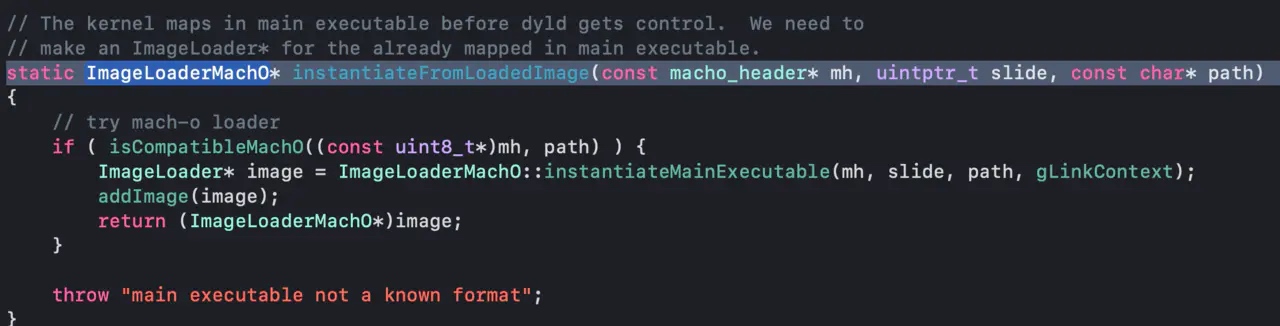 // The kernel maps in main executable before dyld gets control.  We need to
// make an ImageLoader* for the already mapped in main executable.
static ImageLoaderMachO* instantiateFromLoadedImage(const macho_header* mh, uintptr_t slide, const char* path)
{
    // try mach-o loader
    if ( isCompatibleMachO((const uint8_t*)mh, path) ) {
        ImageLoader* image = ImageLoaderMachO::instantiateMainExecutable(mh, slide, path, gLinkContext);
        addImage(image);
        return (ImageLoaderMachO*)image;
    }

    throw "main executable not a known format";
}